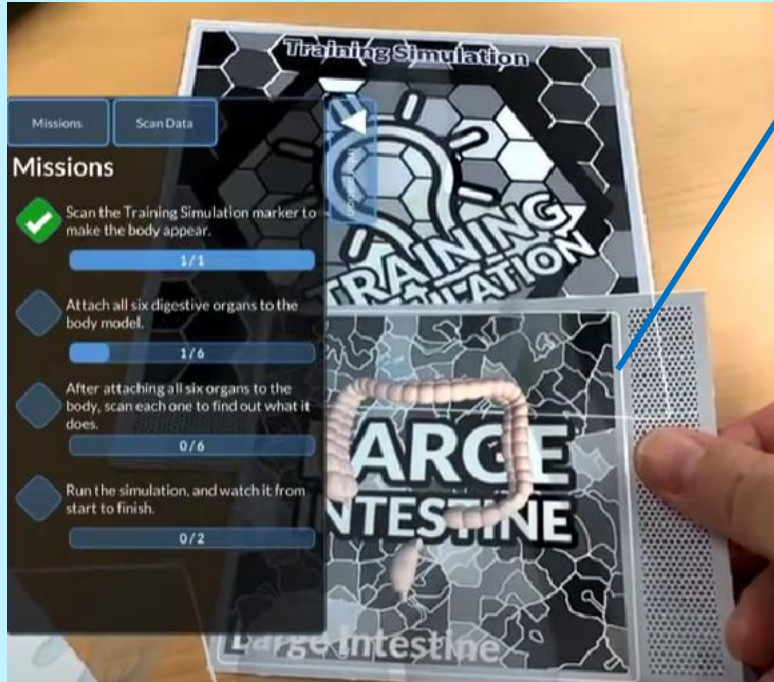 Training Simulation
Missions
Scan Data
Missions
Scan the Training Simulation marker to
make the body appear.
1/1
Attach all six digestive organs to the
body model.
1/6
After attaching all six organs to the
body, scan each one to find out what it
does.
0/6
Run the simulation, and watch it from
start to finish.
0/2
TRAINING
LARGE
INTESTINE
Large Intestine